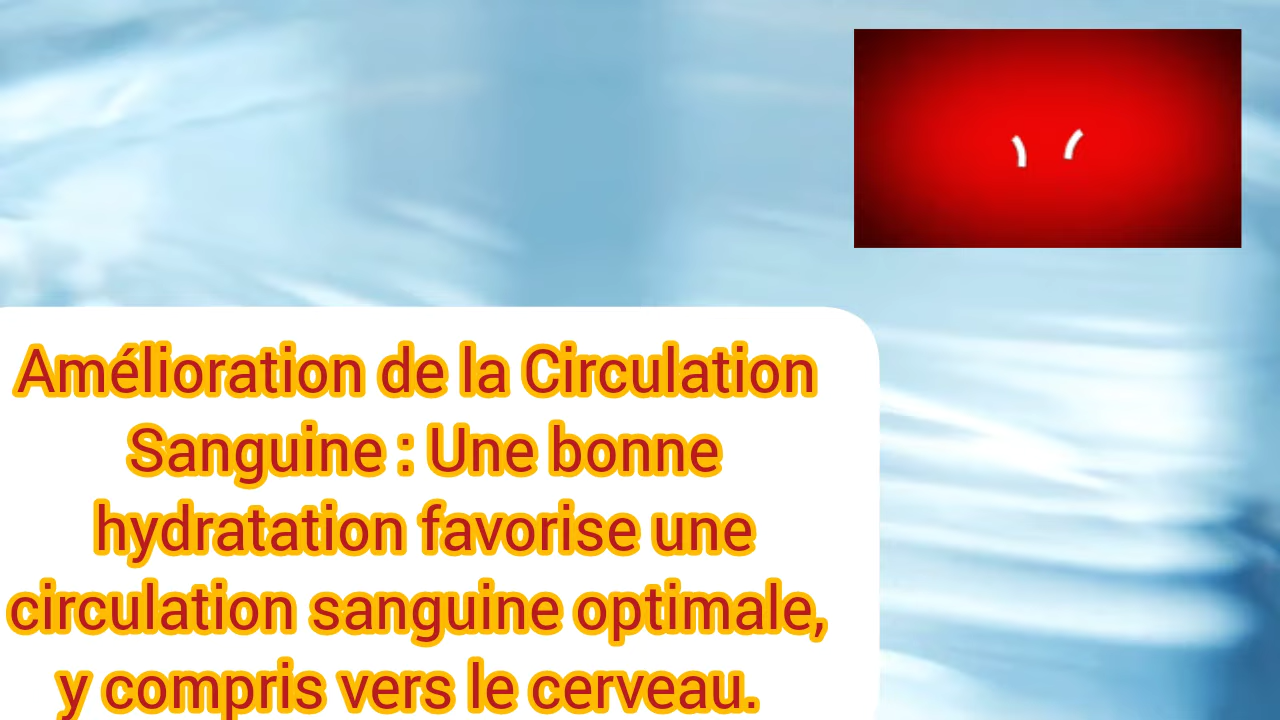 Amélioration de la Circulation
Sanguine : Une bonne
hydratation favorise une
circulation sanguine optimale,
y compris vers le cerveau.